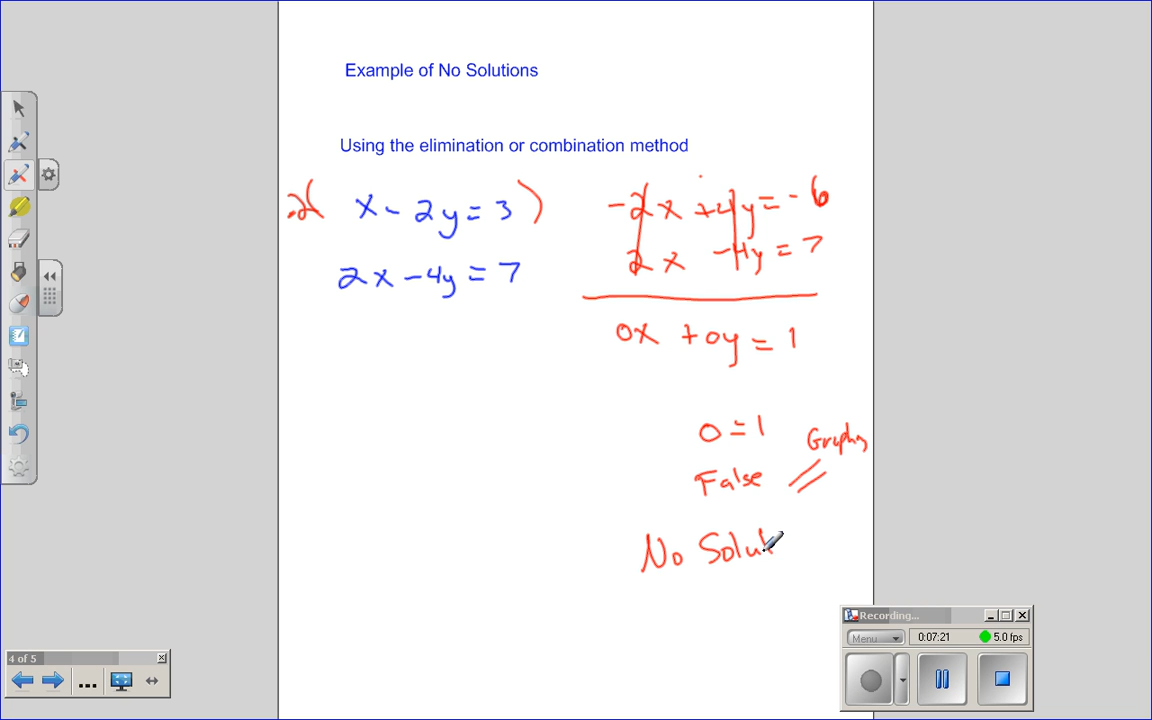 Example of No Solutions
Using the elimination or combination method
-2( x - 2y = 3 )
2x - 4y = 7
-2x + 4y = -6
2x - 4y = 7
0x + 0y = 1
0 = 1
False
No Solut
Recording...
Menu
0:07:21
5.0 fps
4 of 5
...